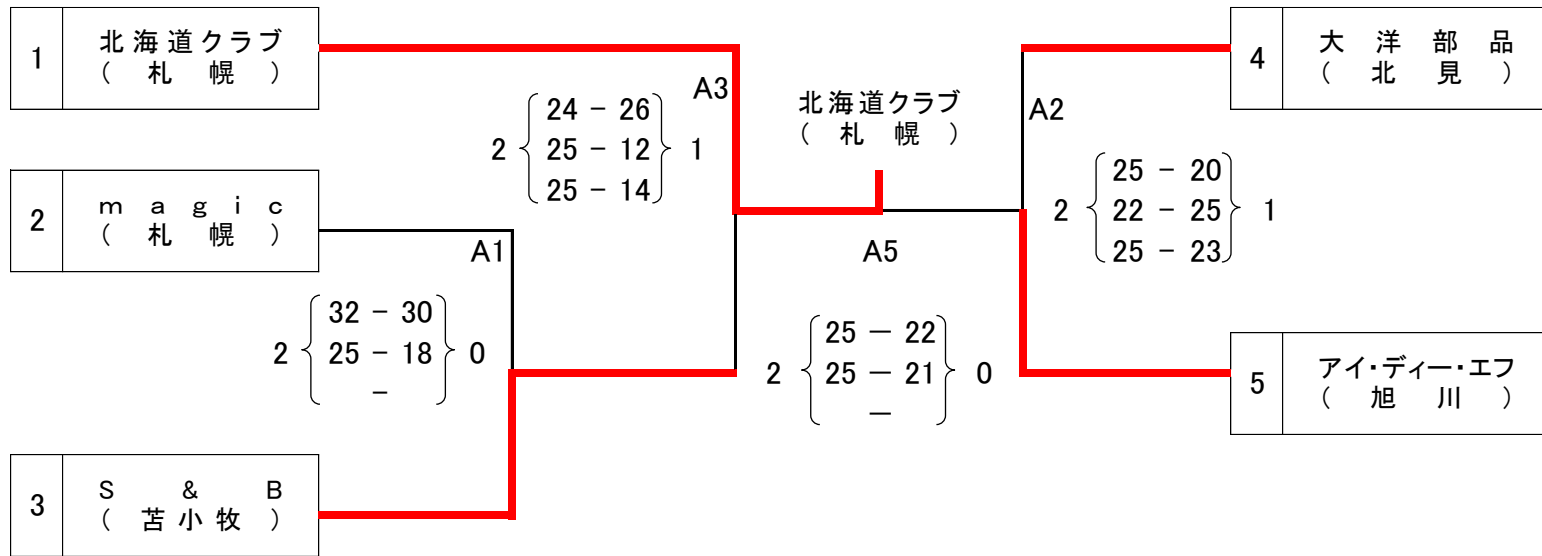 1
北海道クラブ
(札幌)
2
magic
(札幌)
3
S&B
(苫小牧)
A1
2 32 − 30 0
25 − 18
−
A3
2 24 − 26 1
25 − 12
25 − 14
北海道クラブ
(札幌)
A5
2 25 − 22 0
25 − 21
−
A2
2 25 − 20 1
22 − 25
25 − 23
4
大洋部品
(北見)
5
アイ・ディー・エフ
(旭川)